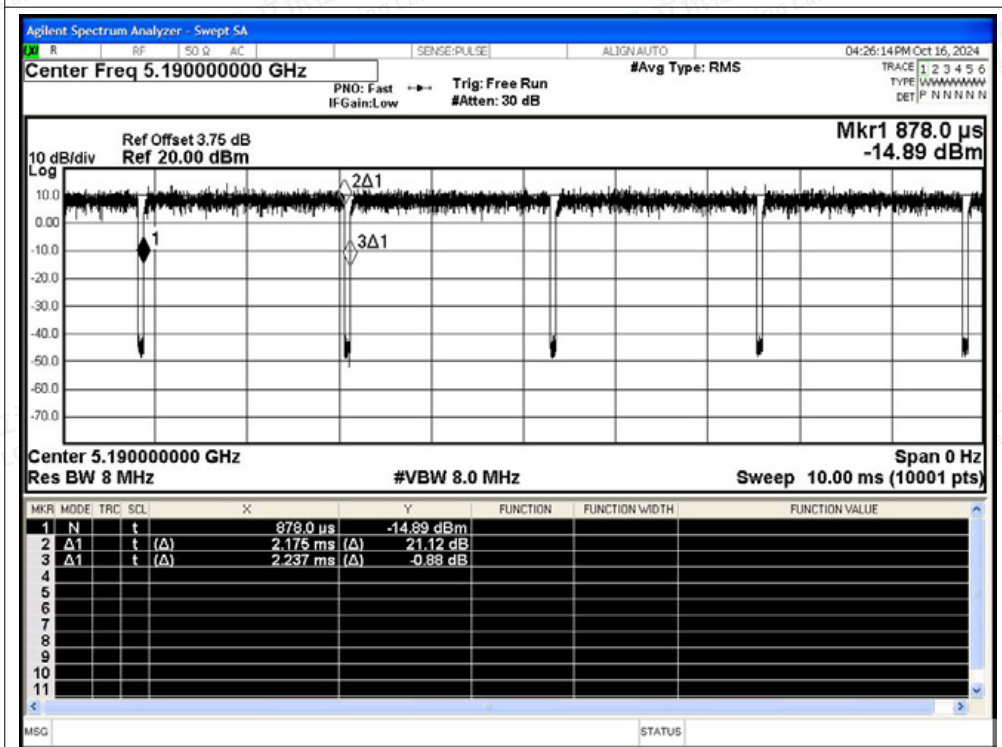 Agilent Spectrum Analyzer - Swept SA
R RF 50 Ω AC SENSE:PULSE ALIGN AUTO 04:26:14 PM Oct 16, 2024
Center Freq 5.190000000 GHz
PNO: Fast Trig: Free Run
IFGain:Low #Atten: 30 dB
#Avg Type: RMS
TRACE 1 2 3 4 5 6
TYPE WWWWWW
DET P N N N N N
Mkr1 878.0 µs
-14.89 dBm
Ref Offset 3.75 dB
10 dB/div Ref 20.00 dBm
Log
10.0
0.00
-10.0
-20.0
-30.0
-40.0
-50.0
-60.0
-70.0
2Δ1
1
3Δ1
Center 5.190000000 GHz Span 0 Hz
Res BW 8 MHz #VBW 8.0 MHz Sweep 10.00 ms (10001 pts)
MKR MODE TRC SCL X Y FUNCTION FUNCTION WIDTH FUNCTION VALUE
1 N t 878.0 µs -14.89 dBm
2 Δ1 t (Δ) 2.175 ms (Δ) 21.12 dB
3 Δ1 t (Δ) 2.237 ms (Δ) -0.88 dB
4
5
6
7
8
9
10
11
MSG STATUS